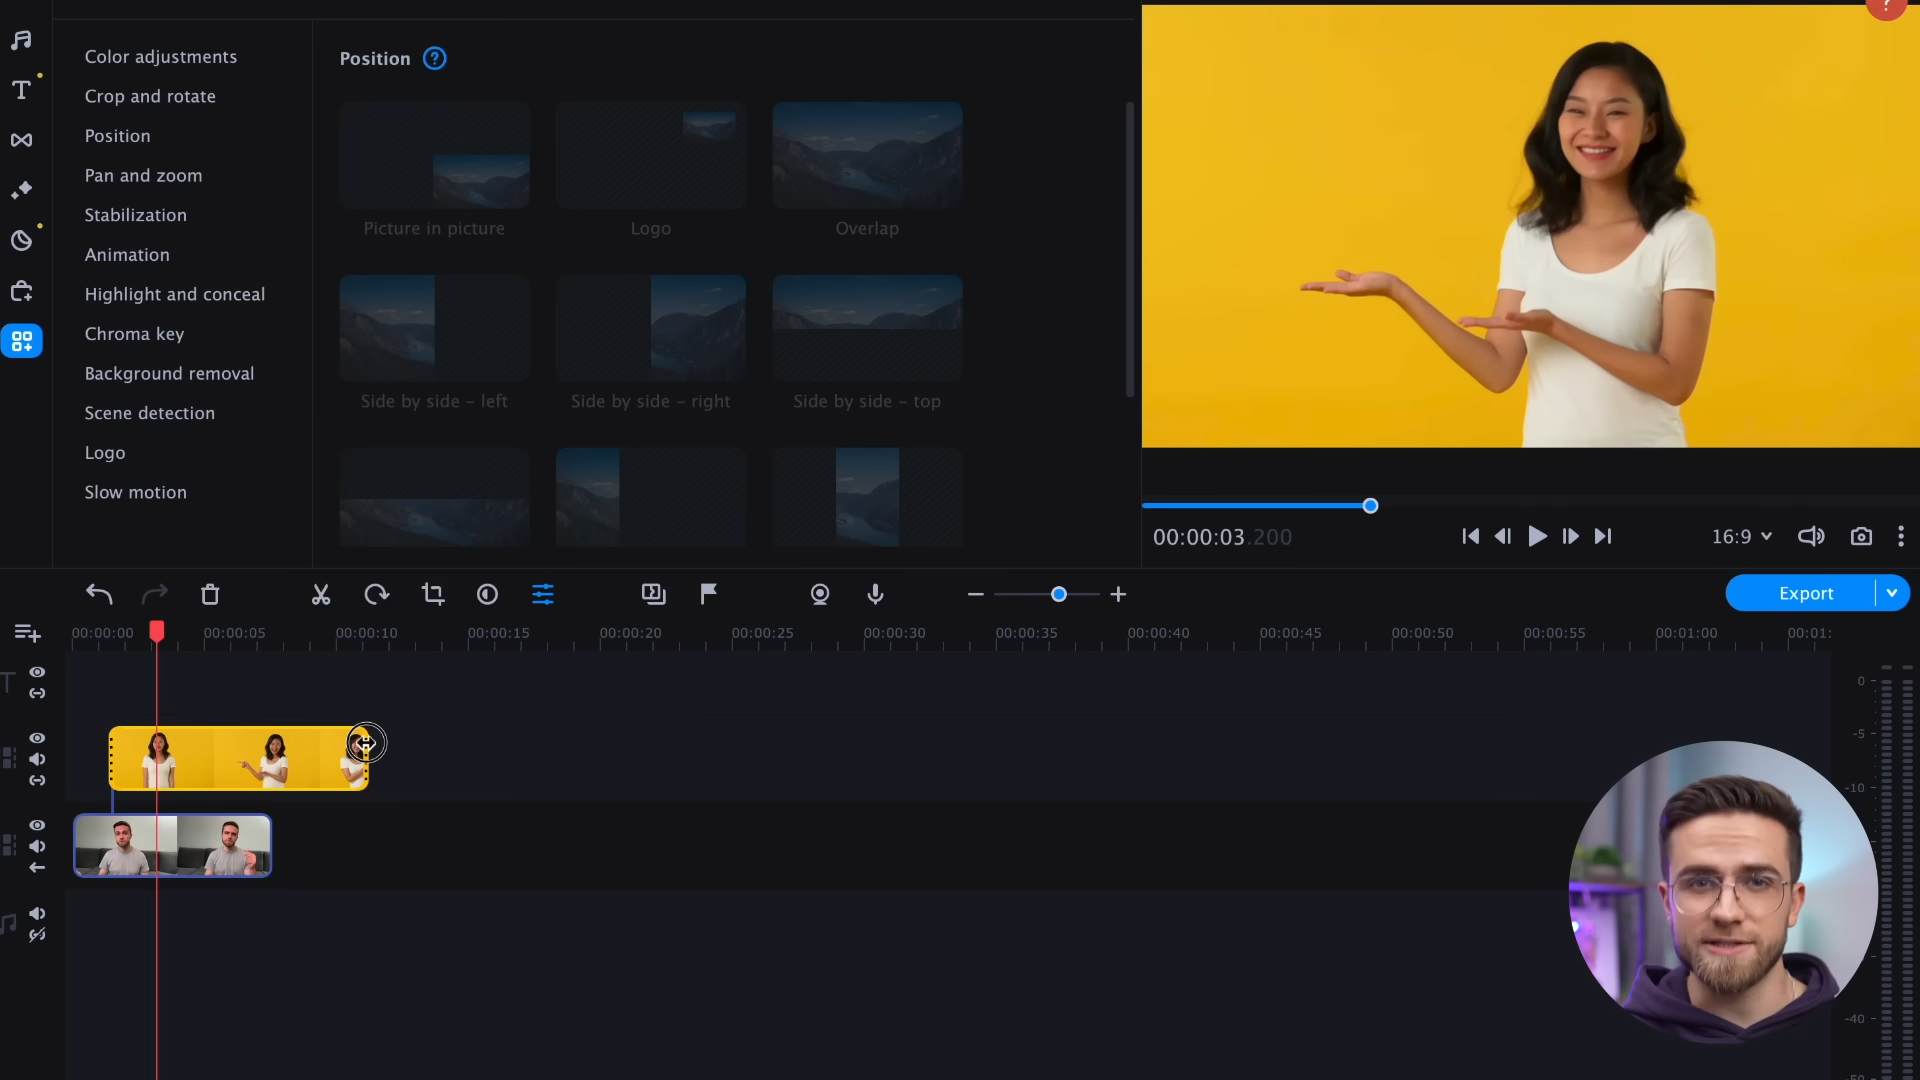 ?
Color adjustments
Crop and rotate
Position
Pan and zoom
Stabilization
Animation
Highlight and conceal
Chroma key
Background removal
Scene detection
Logo
Slow motion
Position ?
Picture in picture
Logo
Overlap
Side by side – left
Side by side – right
Side by side – top
00:00:03.200
16:9
Export
00:00:00
00:00:05
00:00:10
00:00:15
00:00:20
00:00:25
00:00:30
00:00:35
00:00:40
00:00:45
00:00:50
00:00:55
00:01:00
00:01:
0
-5
-10
-40
-50